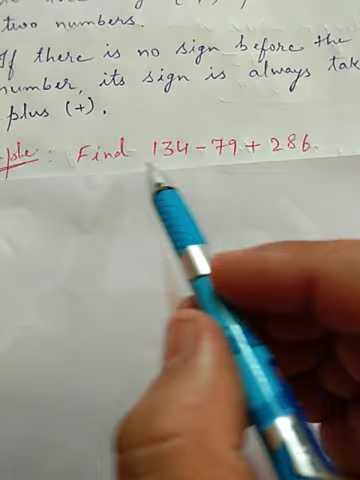 two numbers.
If there is no sign before the
number, its sign is always tak
plus (+).
Find 134 - 79 + 286.